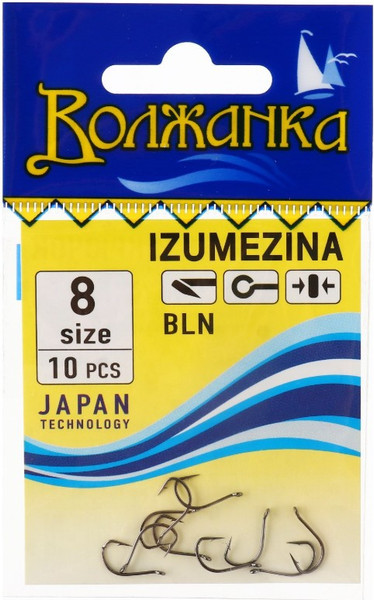 Волжанка
IZUMEZINA
8
size
10 PCS
BLN
JAPAN
TECHNOLOGY